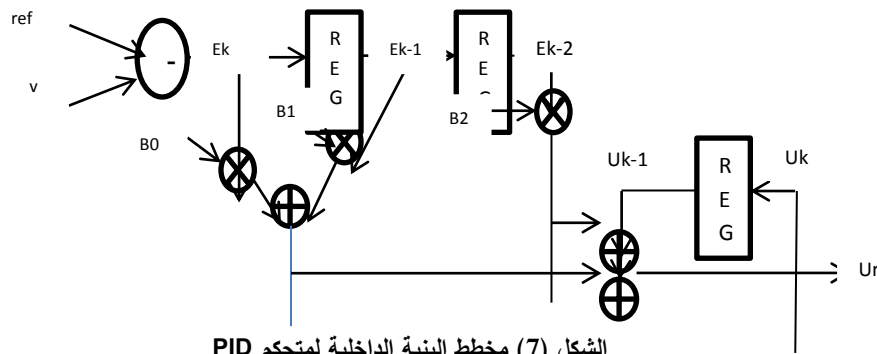 ref
v
-
Ek
R
E
G
Ek-1
R
E
Ek-2
B0
B1
B2
Uk-1
R
E
G
Uk
الشكل (7) مخطط البنية الداخلية لمتحكم PID